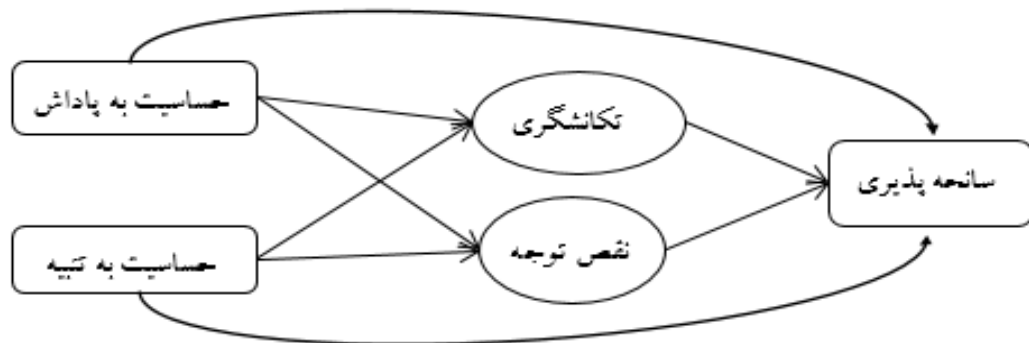 حساسیت به پاداش
تکانشگری
سانحه پذیری
نقص توجه
حساسیت به تنبیه